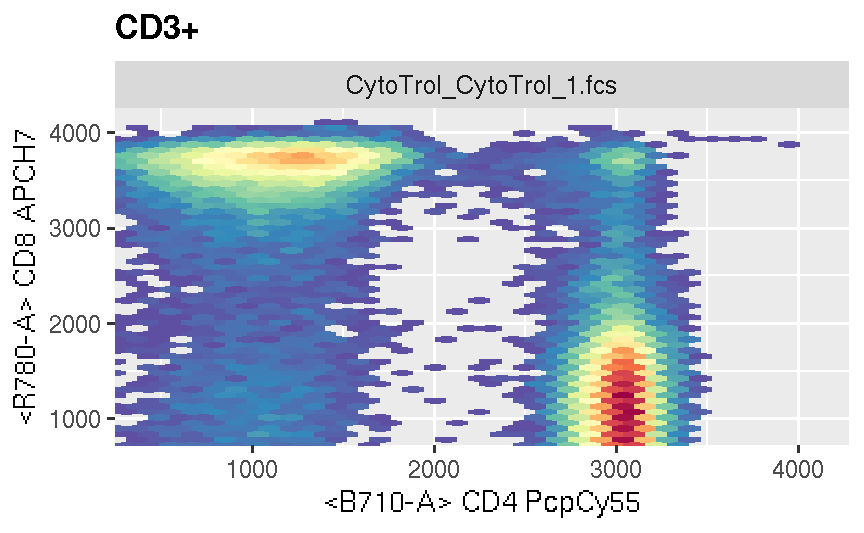 CD3+
CytoTrol_CytoTrol_1.fcs
4000
3000
2000
1000
<R780-A> CD8 APCH7
1000 2000 3000 4000
<B710-A> CD4 PcpCy55